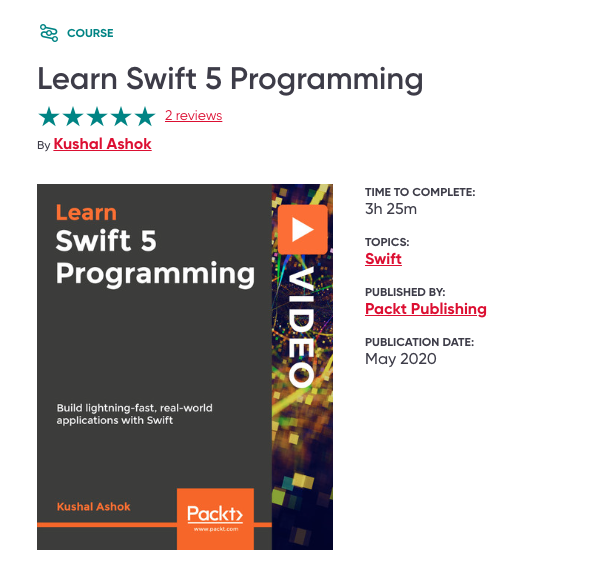 COURSE
Learn Swift 5 Programming
2 reviews
By Kushal Ashok
Learn
Swift 5
Programming
VIDEO
Build lightning-fast, real-world
applications with Swift
Kushal Ashok
Packt>
www.packt.com
TIME TO COMPLETE:
3h 25m
TOPICS:
Swift
PUBLISHED BY:
Packt Publishing
PUBLICATION DATE:
May 2020